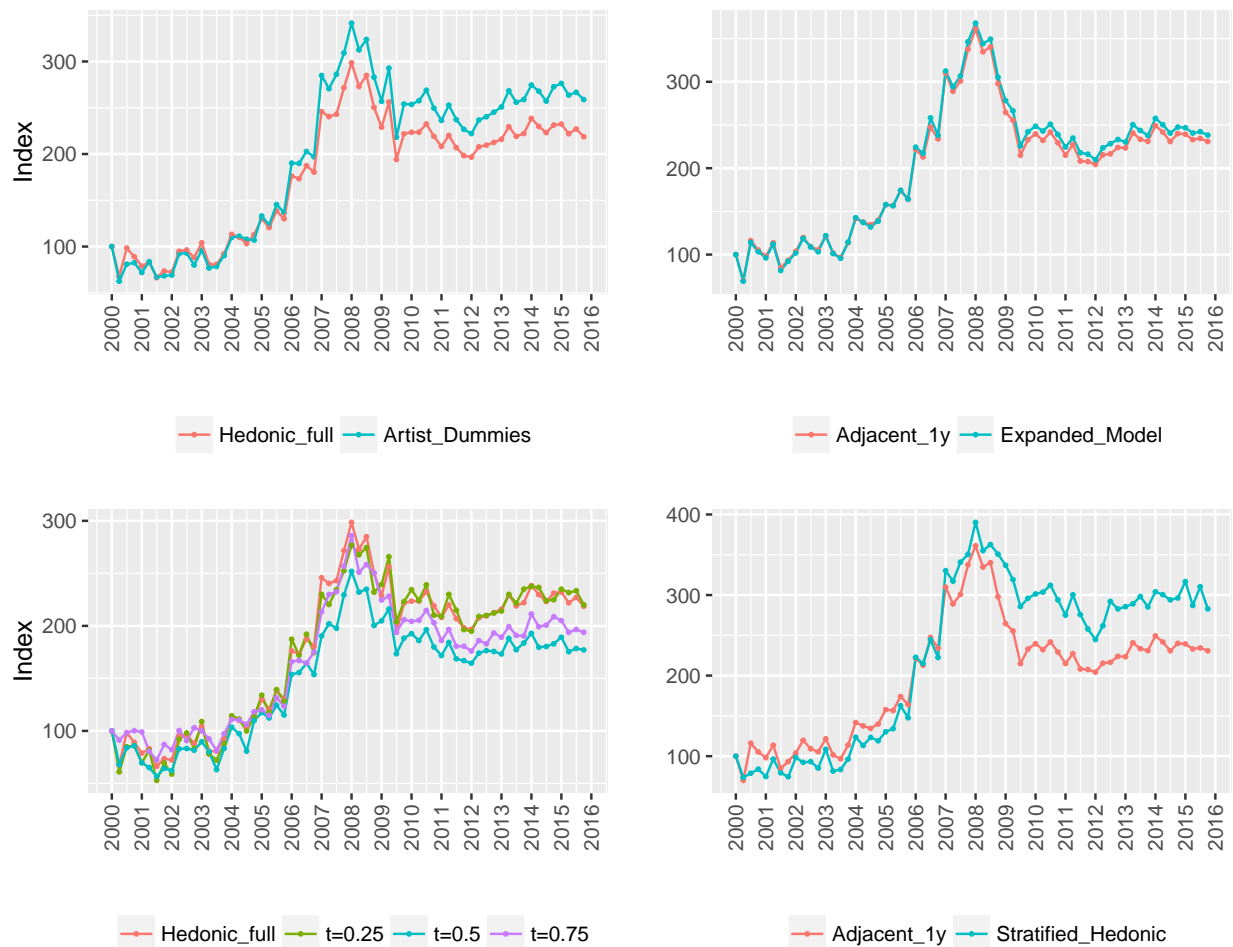 300
200
100
Index
2000 2001 2002 2003 2004 2005 2006 2007 2008 2009 2010 2011 2012 2013 2014 2015 2016
Hedonic_full Artist_Dummies
300
200
100
2000 2001 2002 2003 2004 2005 2006 2007 2008 2009 2010 2011 2012 2013 2014 2015 2016
Adjacent_1y Expanded_Model
300
200
100
Index
2000 2001 2002 2003 2004 2005 2006 2007 2008 2009 2010 2011 2012 2013 2014 2015 2016
Hedonic_full t=0.25 t=0.5 t=0.75
400
300
200
100
2000 2001 2002 2003 2004 2005 2006 2007 2008 2009 2010 2011 2012 2013 2014 2015 2016
Adjacent_1y Stratified_Hedonic